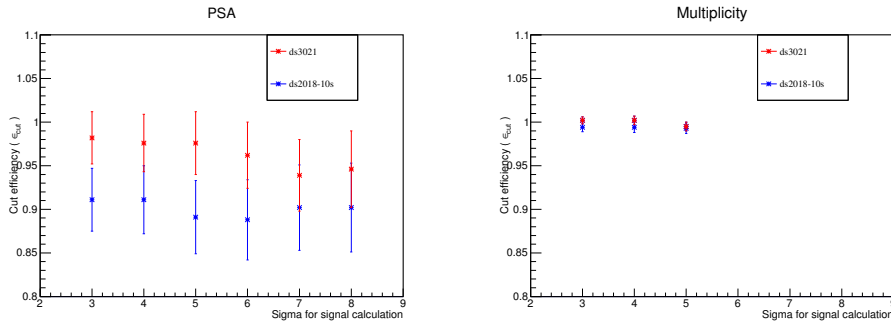 PSA
1.1
1.05
1
0.95
0.9
0.85
0.8
Cut efficiency ( ε_cut )
ds3021
ds2018-10s
2 3 4 5 6 7 8 9
Sigma for signal calculation
Multiplicity
1.1
1.05
1
0.95
0.9
0.85
0.8
Cut efficiency ( ε_cut )
ds3021
ds2018-10s
2 3 4 5 6 7 8 9
Sigma for signal calculation